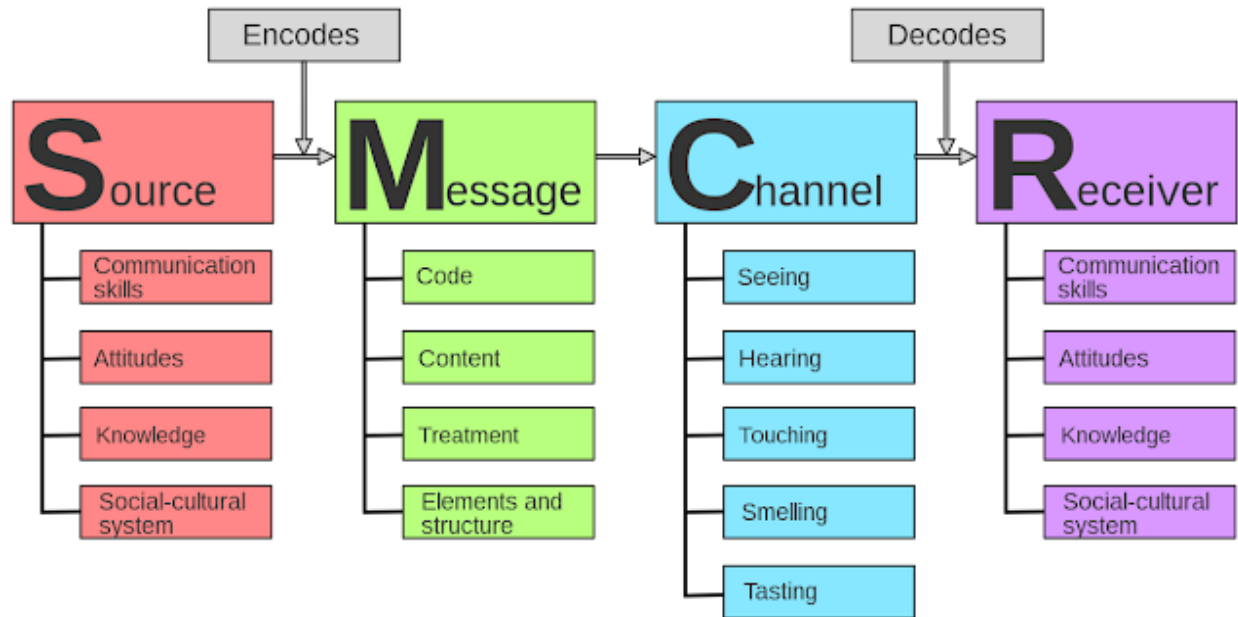 Encodes
Decodes
Source
Message
Channel
Receiver
Communication
skills
Attitudes
Knowledge
Social-cultural
system
Code
Content
Treatment
Elements and
structure
Seeing
Hearing
Touching
Smelling
Tasting
Communication
skills
Attitudes
Knowledge
Social-cultural
system